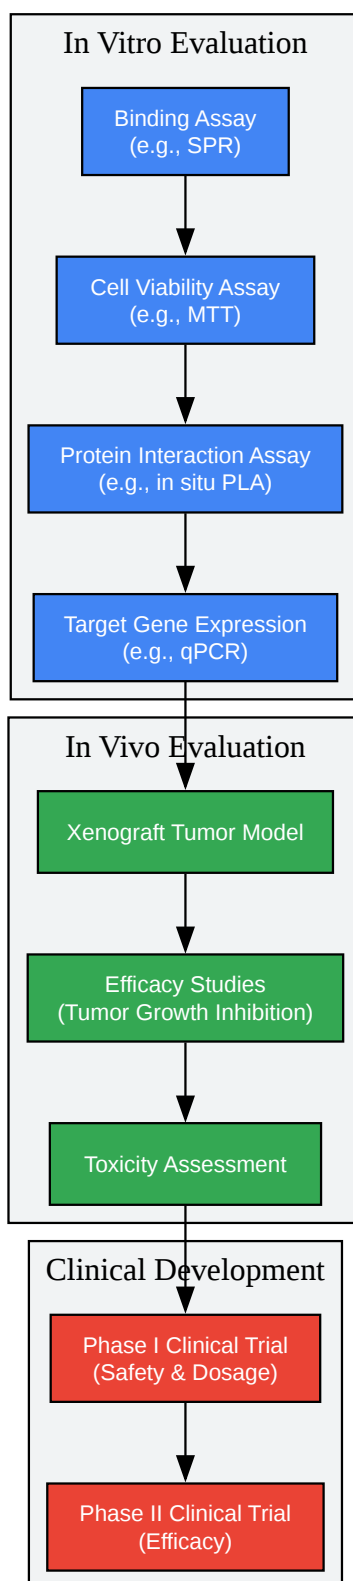 In Vitro Evaluation
Binding Assay
(e.g., SPR)
Cell Viability Assay
(e.g., MTT)
Protein Interaction Assay
(e.g., in situ PLA)
Target Gene Expression
(e.g., qPCR)
In Vivo Evaluation
Xenograft Tumor Model
Efficacy Studies
(Tumor Growth Inhibition)
Toxicity Assessment
Clinical Development
Phase I Clinical Trial
(Safety & Dosage)
Phase II Clinical Trial
(Efficacy)